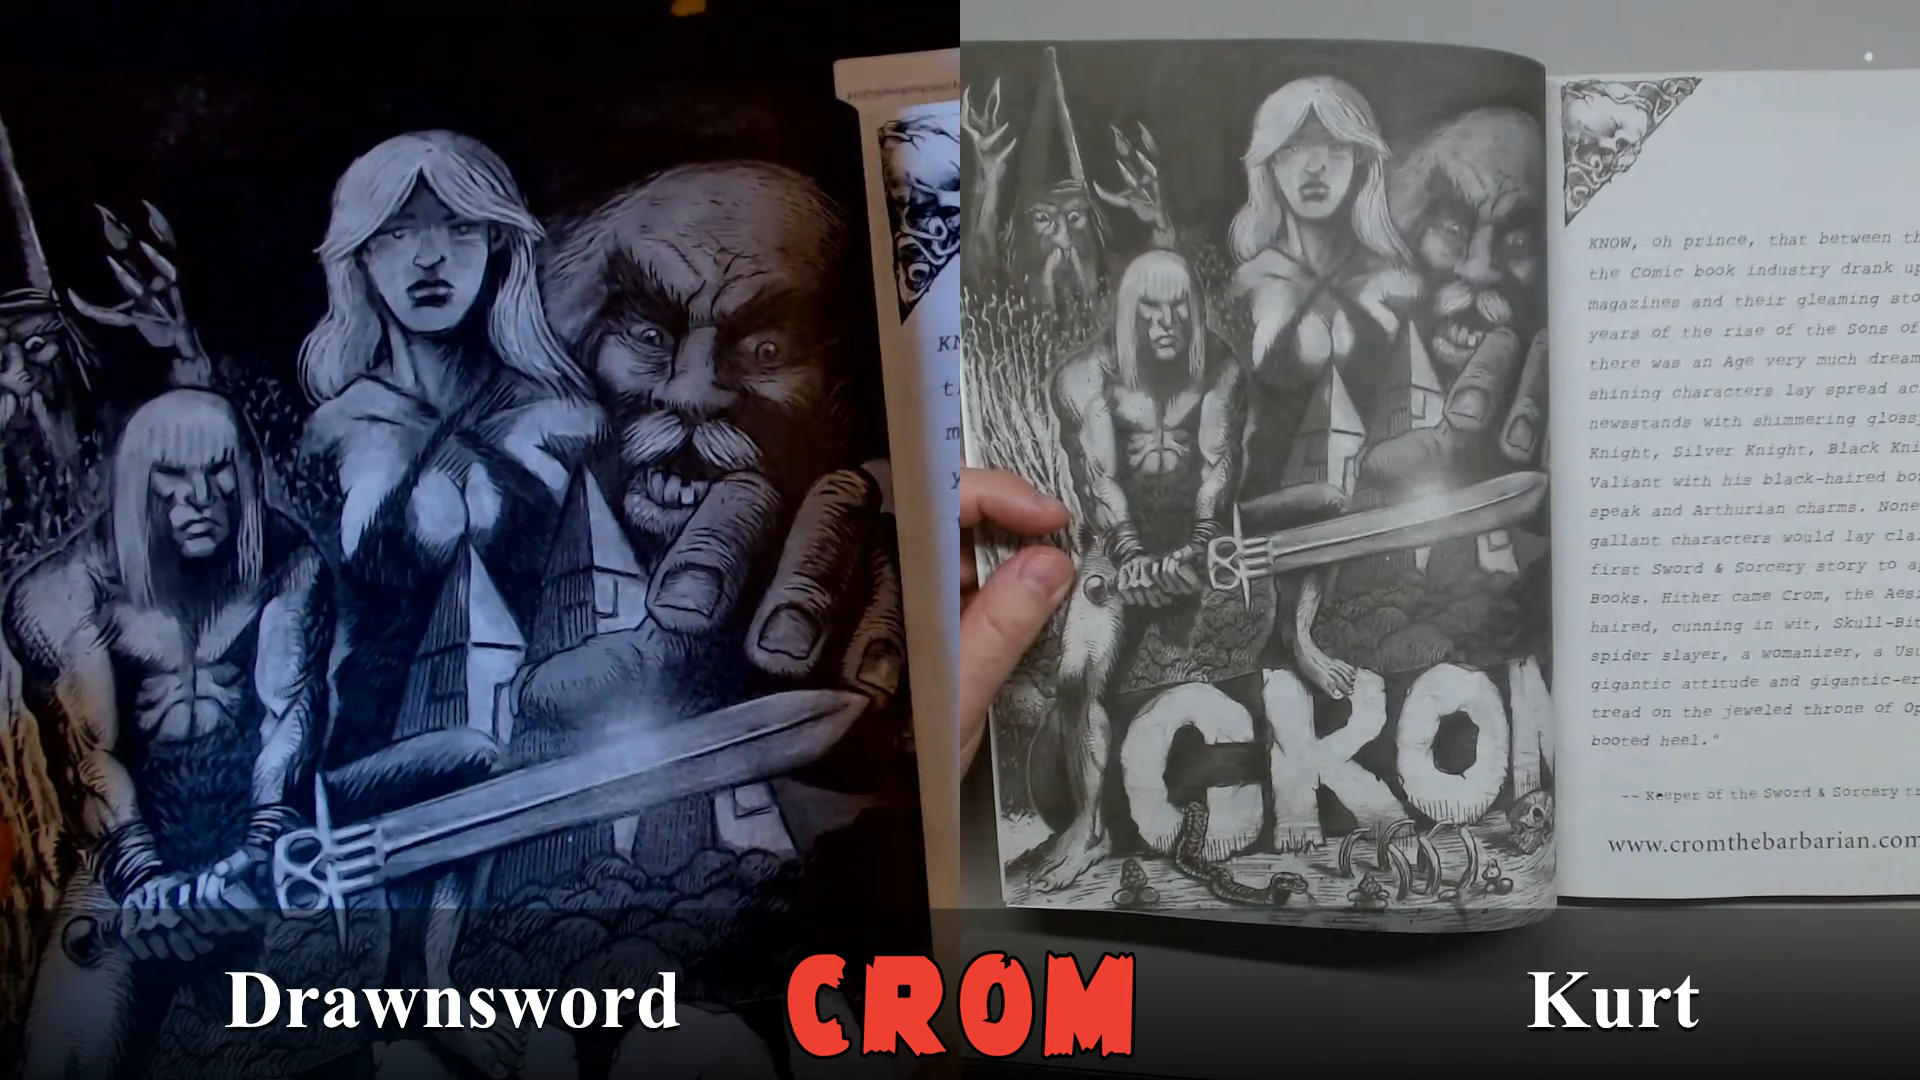 CROM
KNOW, oh prince, that between th
the Comic book industry drank up
magazines and their gleaming sto
years of the rise of the Sons of
there was an Age very much dream
shining characters lay spread ac
newsstands with shimmering gloss
Knight, Silver Knight, Black Kni
Valiant with his black-haired bo
speak and Arthurian charms. None
gallant characters would lay clai
first Sword & Sorcery story to a
Books. Hither came Crom, the Aesi
haired, cunning in wit, Skull-Bit
spider slayer, a womanizer, a Usu
gigantic attitude and gigantic-er
tread on the jeweled throne of Op
booted heel."
-- Keeper of the Sword & Sorcery tr
www.cromthebarbarian.com
Drawnsword
CROM
Kurt